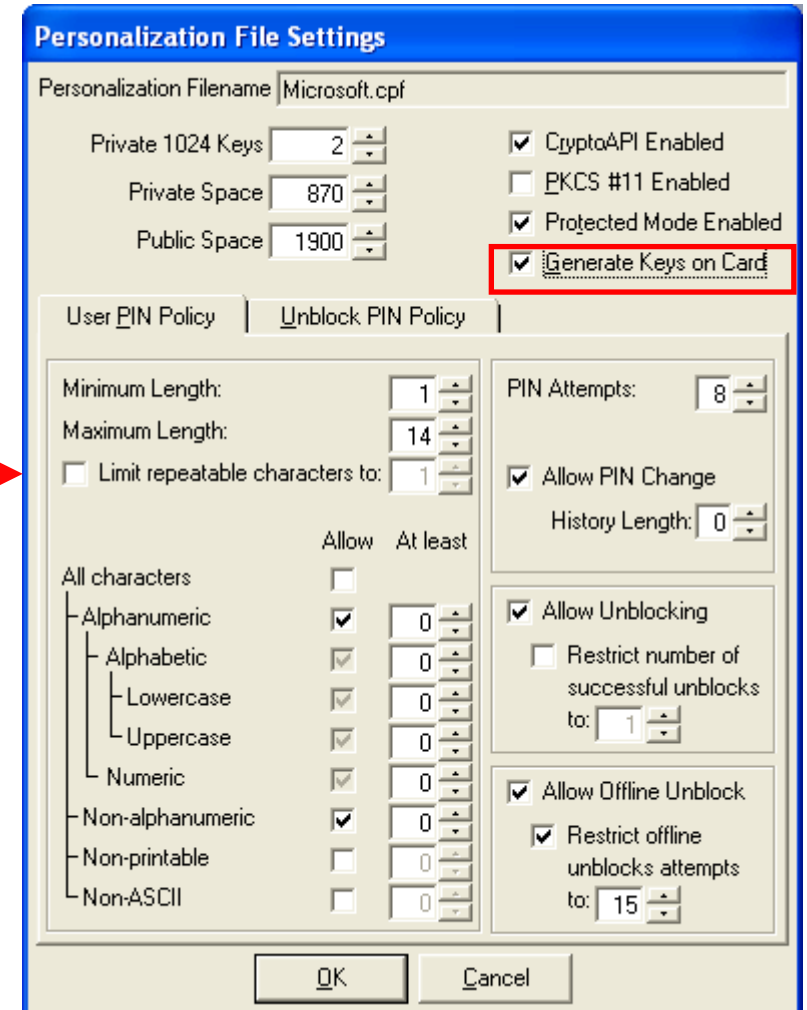 Personalization File Settings
Personalization Filename Microsoft.cpf
Private 1024 Keys 2
Private Space 870
Public Space 1900
CryptoAPI Enabled
PKCS #11 Enabled
Protected Mode Enabled
Generate Keys on Card
User PIN Policy
Unblock PIN Policy
Minimum Length: 1
Maximum Length: 14
Limit repeatable characters to: 1
Allow At least
All characters
Alphanumeric 0
Alphabetic 0
Lowercase 0
Uppercase 0
Numeric 0
Non-alphanumeric 0
Non-printable 0
Non-ASCII 0
PIN Attempts: 8
Allow PIN Change
History Length: 0
Allow Unblocking
Restrict number of
successful unblocks
to: 1
Allow Offline Unblock
Restrict offline
unblocks attempts
to: 15
OK
Cancel